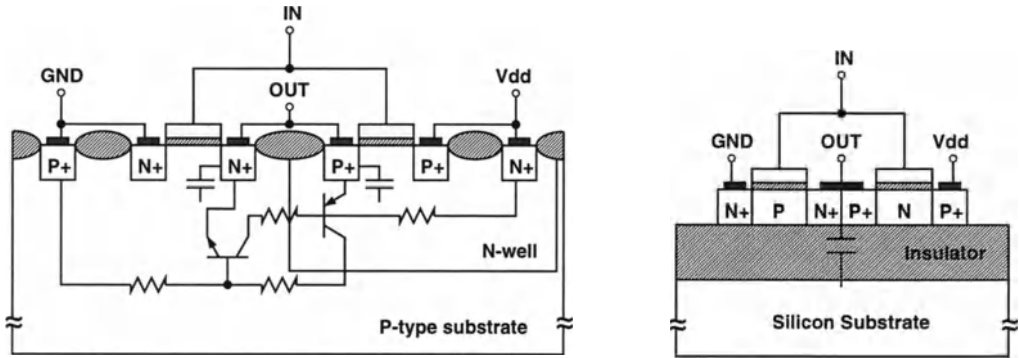 IN
GND
OUT
Vdd
P+ N+ N+ P+ P+ N+
N-well
P-type substrate
IN
GND OUT Vdd
N+ P N+ P+ N P+
Insulator
Silicon Substrate